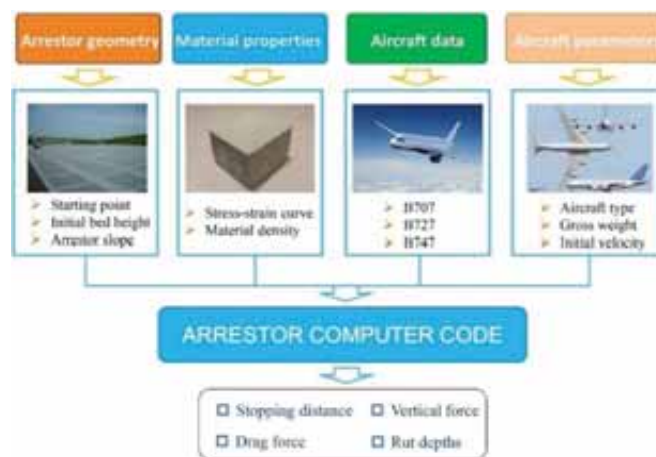 Arrestor geometry
Material properties
Aircraft data
Aircraft parameters
Starting point
Initial bed height
Arrestor slope
Stress-strain curve
Material density
B707
B727
B747
Aircraft type
Gross weight
Initial velocity
ARRESTOR COMPUTER CODE
Stopping distance
Vertical force
Drag force
Rut depths